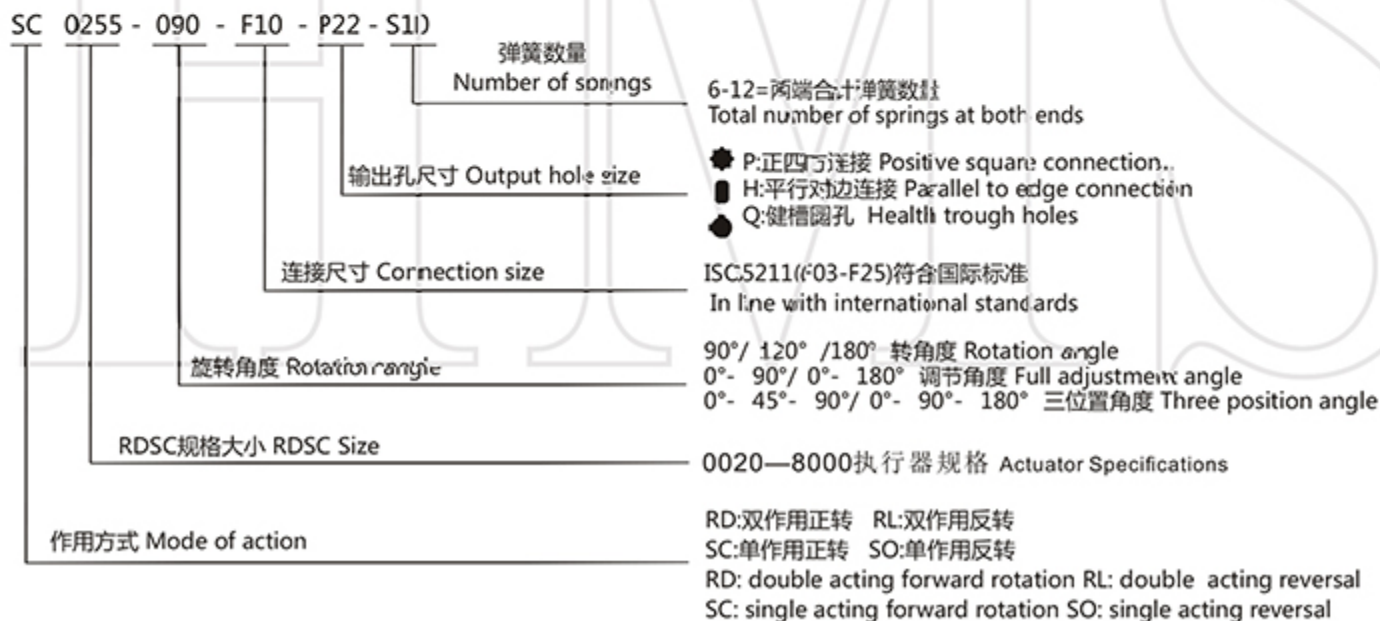 SC 0255 - 090 - F10 - P22 - S10
弹簧数量
Number of springs
6-12=两端合计弹簧数量
Total number of springs at both ends
输出孔尺寸 Output hole size
P:正四方连接 Positive square connection..
H:平行对边连接 Parallel to edge connection
Q:健槽圆孔 Health trough holes
连接尺寸 Connection size
ISO5211(F03-F25)符合国际标准
In line with international standards
旋转角度 Rotation rangle
90°/ 120° /180° 转角度 Rotation angle
0°- 90°/ 0°- 180° 调节角度 Full adjustment angle
0°- 45°- 90°/ 0°- 90°- 180° 三位置角度 Three position angle
RDSC规格大小 RDSC Size
0020—8000执行器规格 Actuator Specifications
作用方式 Mode of action
RD:双作用正转 RL:双作用反转
SC:单作用正转 SO:单作用反转
RD: double acting forward rotation RL: double acting reversal
SC: single acting forward rotation SO: single acting reversal